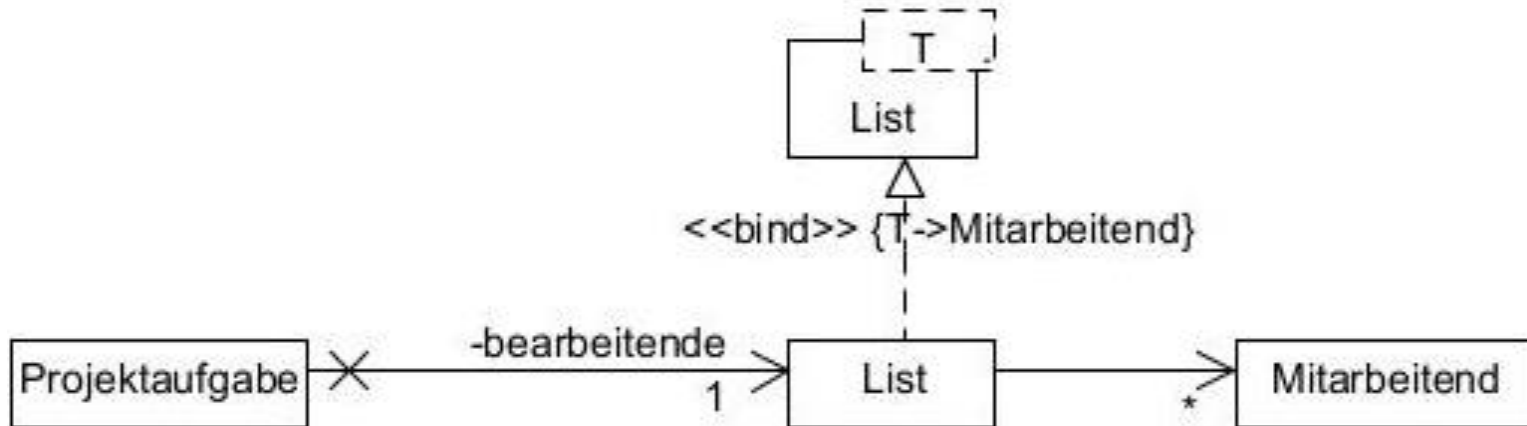 T
List
<<bind>> {T->Mitarbeitend}
-bearbeitende
Projektaufgabe
1
List
*
Mitarbeitend